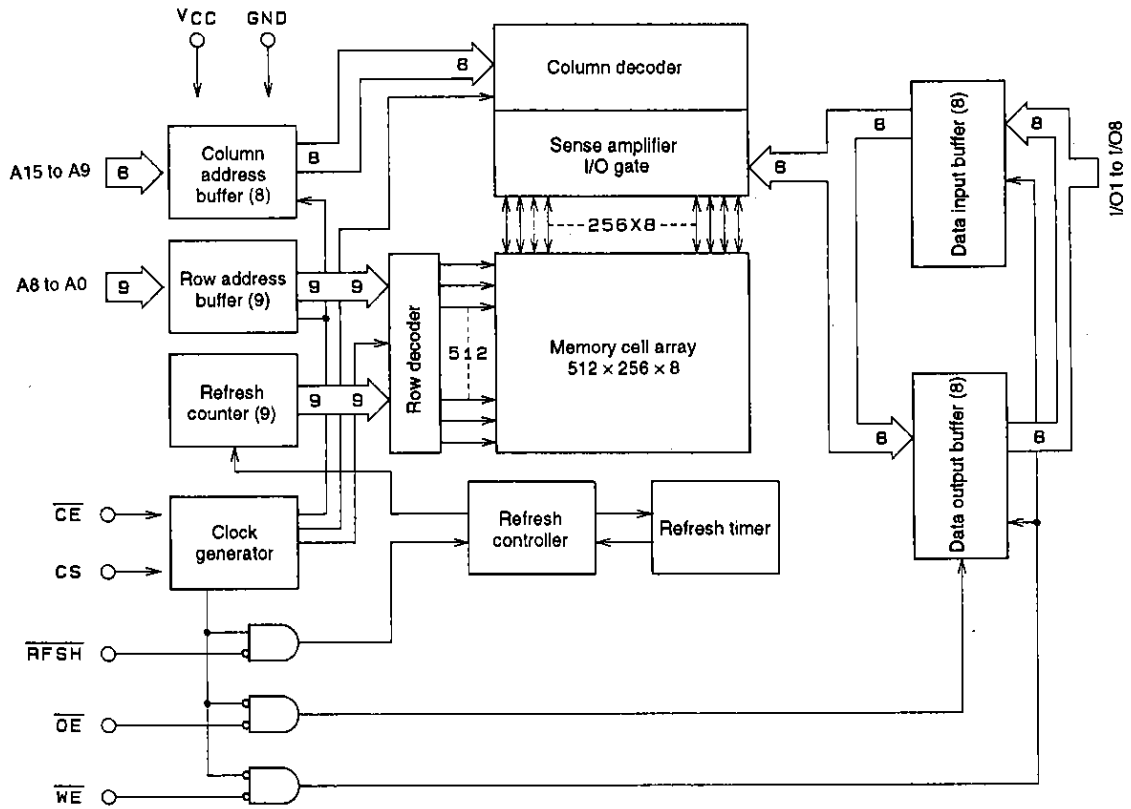 VCC GND
8
Column decoder
Sense amplifier
I/O gate
A15 to A9
8
Column
address
buffer (8)
8
8
8
Data input buffer (8)
8
I/O1 to I/O8
256X8
A8 to A0
9
Row address
buffer (9)
9 9
Row decoder
512
Memory cell array
512 × 256 × 8
Refresh
counter (9)
9 9
8
Data output buffer (8)
8
CE
CS
Clock
generator
Refresh
controller
Refresh timer
RFSH
OE
WE